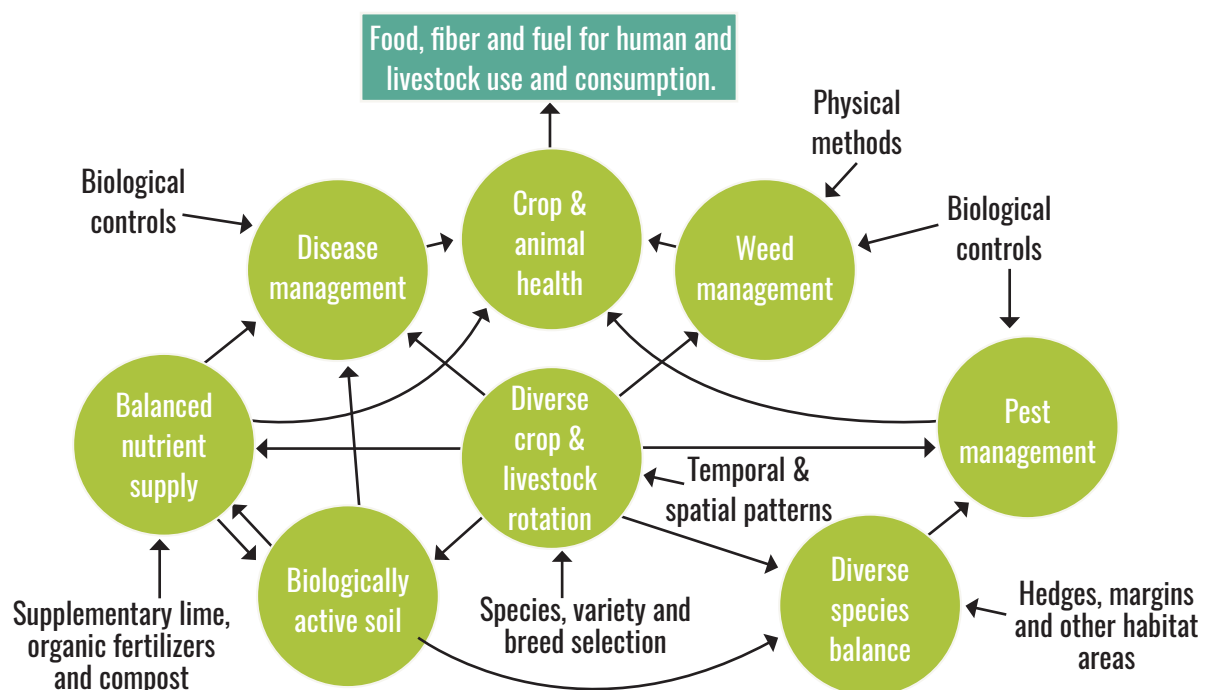 Food, fiber and fuel for human and
livestock use and consumption.
Physical
methods
Biological
controls
Crop &
animal
health
Biological
controls
Disease
management
Weed
management
Balanced
nutrient
supply
Diverse
crop &
livestock
rotation
Pest
management
Temporal &
spatial patterns
Biologically
active soil
Diverse
species
balance
Supplementary lime,
organic fertilizers
and compost
Species, variety and
breed selection
Hedges, margins
and other habitat
areas